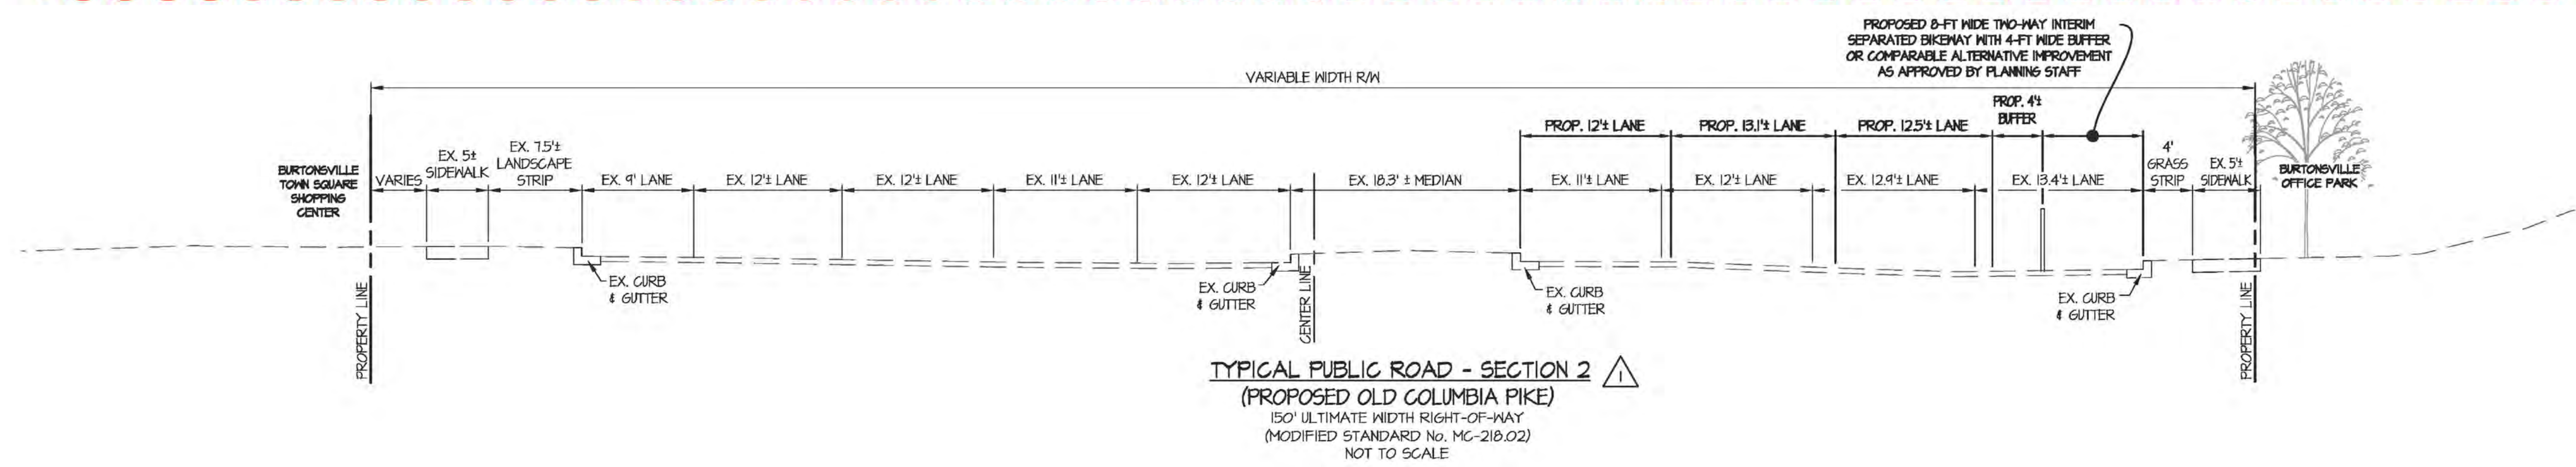 PROPOSED 8-FT WIDE TWO-WAY INTERIM
SEPARATED BIKEWAY WITH 4-FT WIDE BUFFER
OR COMPARABLE ALTERNATIVE IMPROVEMENT
AS APPROVED BY PLANNING STAFF
VARIABLE WIDTH R/W
PROP. 12'± LANE
PROP. 13.1'± LANE
PROP. 12.5'± LANE
PROP. 4'±
BUFFER
BURTONSVILLE
TOWN SQUARE
SHOPPING
CENTER
VARIES
EX. 5±
SIDEWALK
EX. 7.5'±
LANDSCAPE
STRIP
EX. 9' LANE
EX. 12'± LANE
EX. 12'± LANE
EX. 11'± LANE
EX. 12'± LANE
EX. 18.3' ± MEDIAN
EX. 11'± LANE
EX. 12'± LANE
EX. 12.9'± LANE
EX. 13.4'± LANE
4'
GRASS
STRIP
EX. 5'±
SIDEWALK
BURTONSVILLE
OFFICE PARK
PROPERTY LINE
EX. CURB
& GUTTER
EX. CURB
& GUTTER
CENTER LINE
EX. CURB
& GUTTER
EX. CURB
& GUTTER
PROPERTY LINE
TYPICAL PUBLIC ROAD - SECTION 2
1
(PROPOSED OLD COLUMBIA PIKE)
150' ULTIMATE WIDTH RIGHT-OF-WAY
(MODIFIED STANDARD No. MC-218.02)
NOT TO SCALE